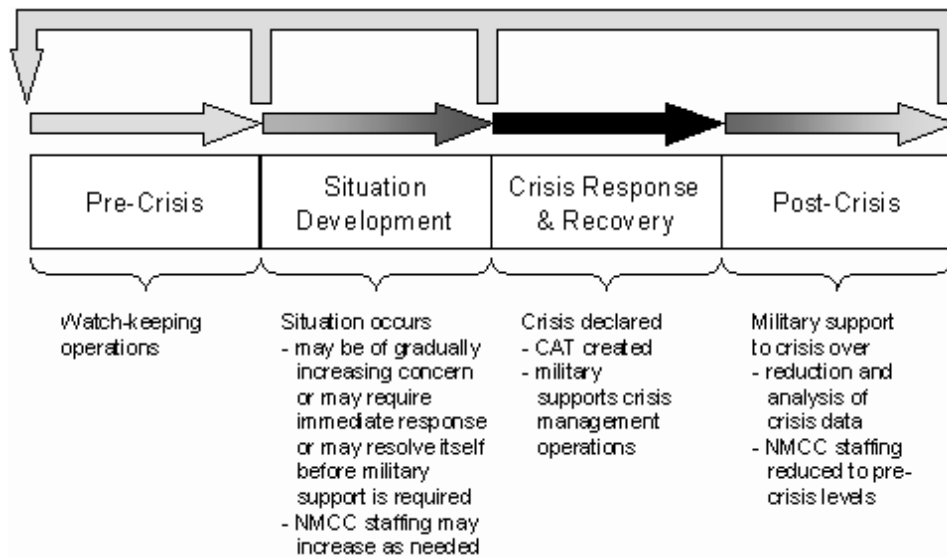 Pre-Crisis
Situation
Development
Crisis Response
& Recovery
Post-Crisis
Watch-keeping
operations
Situation occurs
- may be of gradually
increasing concern
or may require
immediate response
or may resolve itself
before military
support is required
- NMCC staffing may
increase as needed
Crisis declared
- CAT created
- military
supports crisis
management
operations
Military support
to crisis over
- reduction and
analysis of
crisis data
- NMCC staffing
reduced to pre-
crisis levels